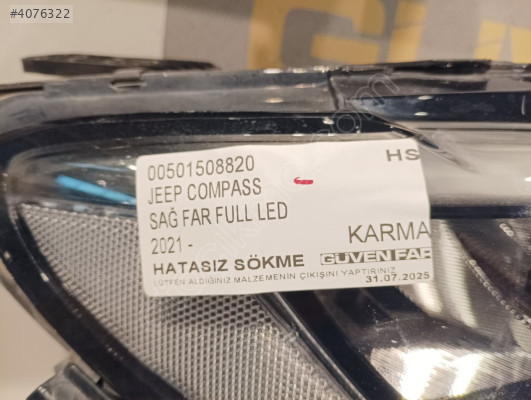 #4076322
00501508820
HS
JEEP COMPASS
SAĞ FAR FULL LED
2021 -
KARMA
HATASIZ SÖKME
GÜVEN FAR
LÜTFEN ALDIĞINIZ MALZEMENİN ÇIKIŞINI YAPTIRINIZ
31.07.2025